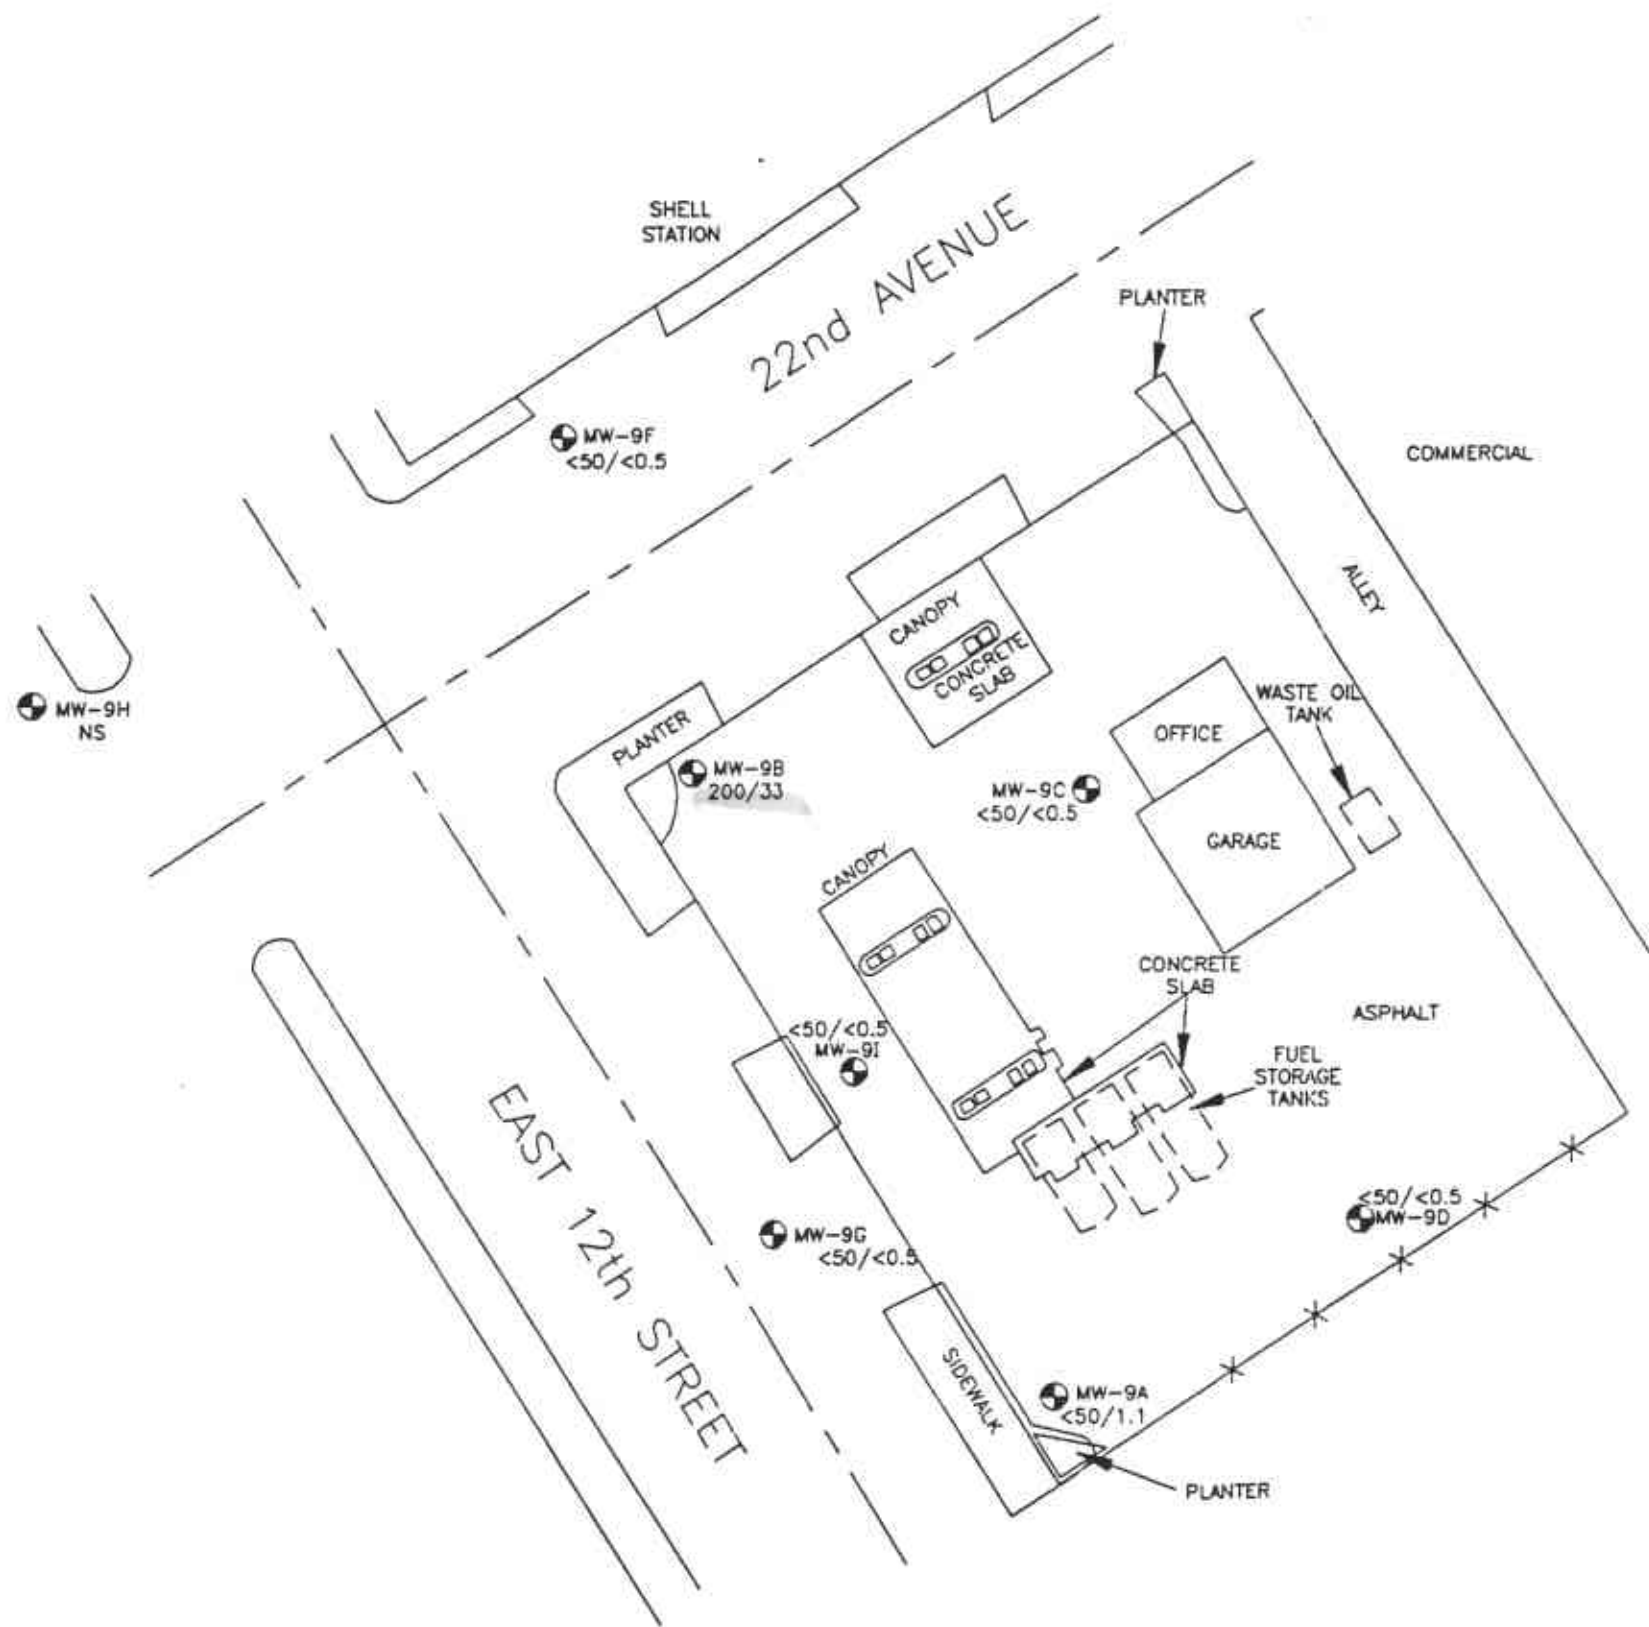 SHELL
STATION
22nd AVENUE
PLANTER
MW-9F
<50/<0.5
COMMERCIAL
ALLEY
CANOPY
CONCRETE
SLAB
MW-9H
NS
PLANTER
WASTE OIL
TANK
OFFICE
MW-9B
200/33
MW-9C
<50/<0.5
GARAGE
CANOPY
CONCRETE
SLAB
ASPHALT
<50/<0.5
MW-9I
FUEL
STORAGE
TANKS
EAST 12th STREET
<50/<0.5
MW-9D
MW-9G
<50/<0.5
SIDEWALK
MW-9A
<50/1.1
PLANTER